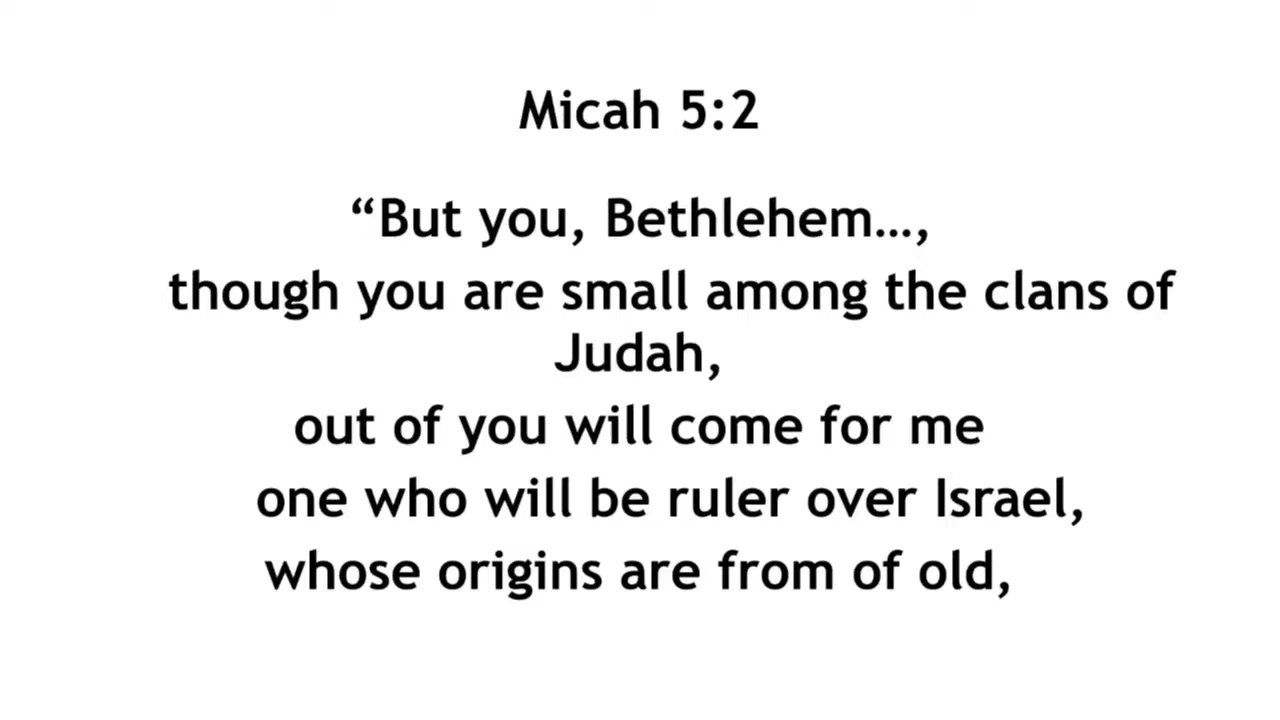 Micah 5:2
“But you, Bethlehem…,
though you are small among the clans of
Judah,
out of you will come for me
one who will be ruler over Israel,
whose origins are from of old,